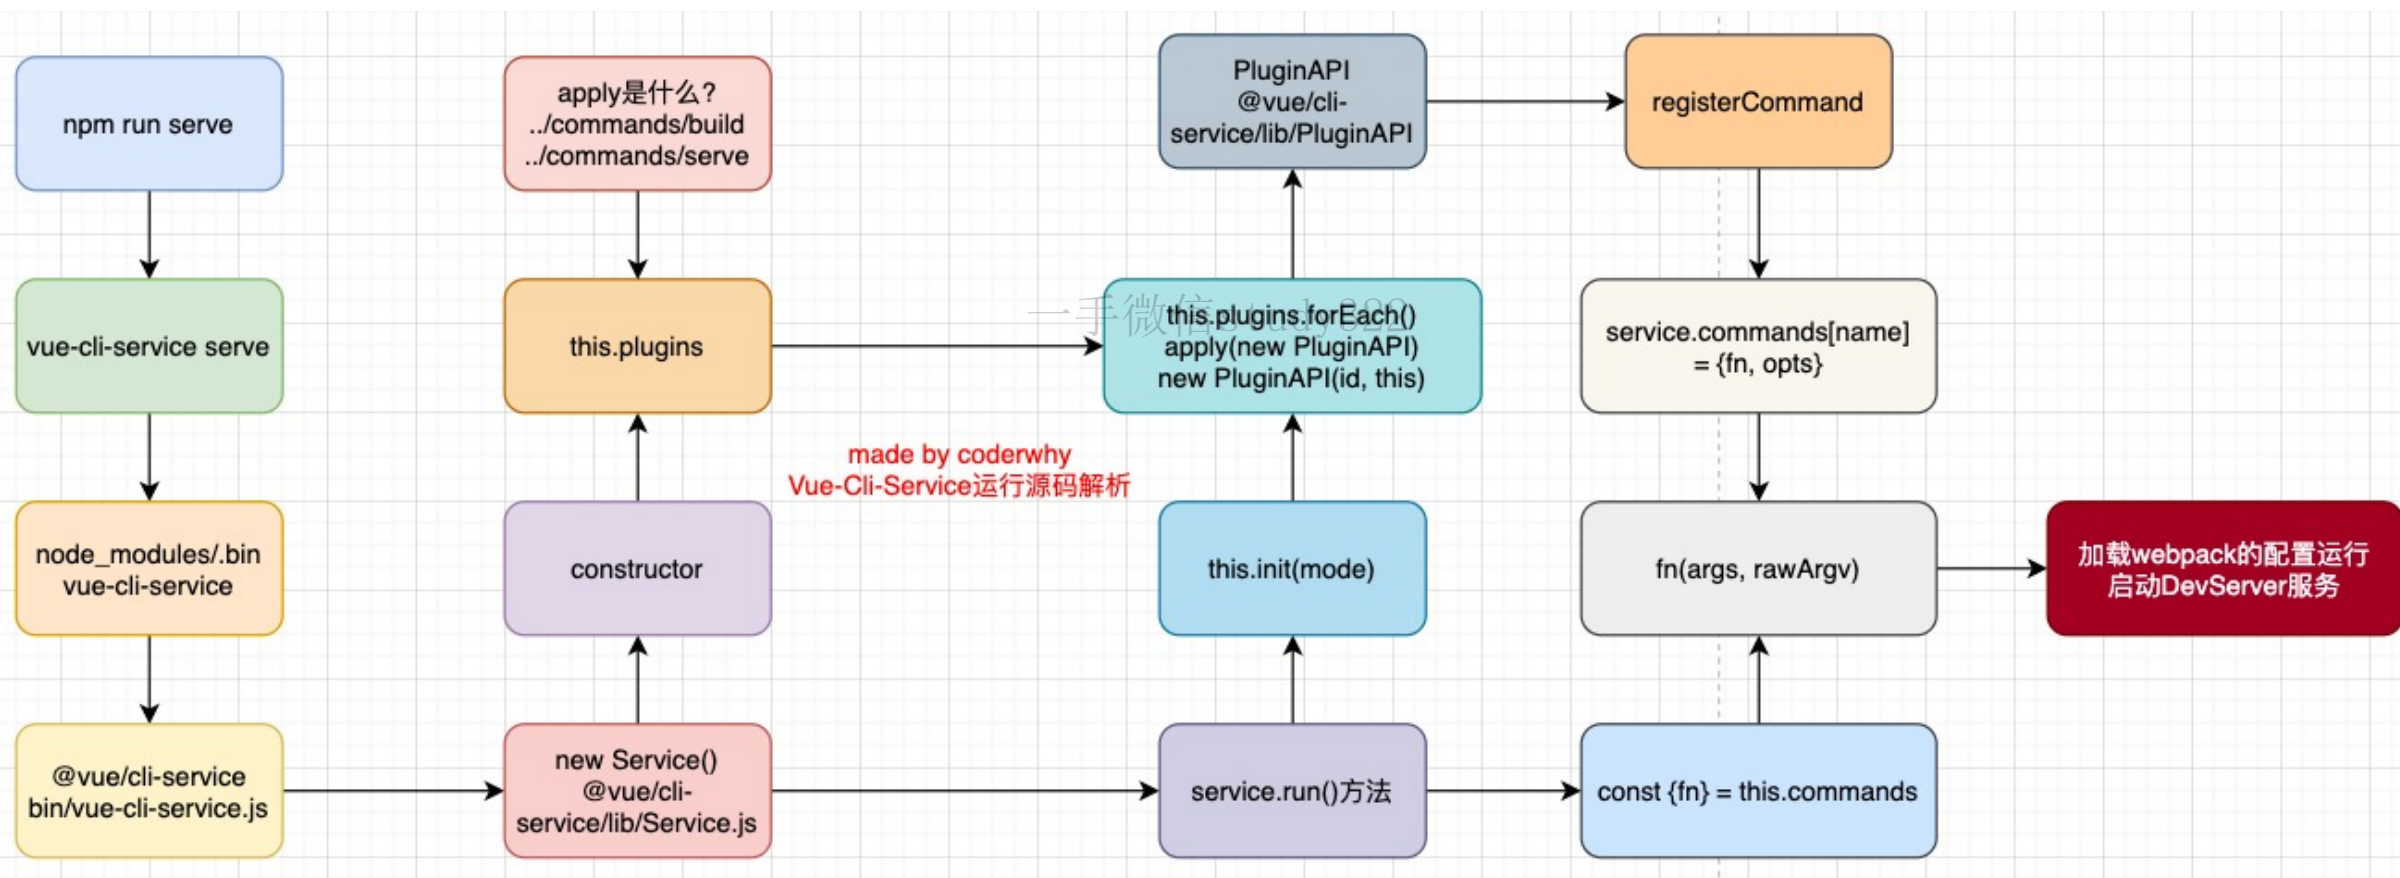 npm run serve
vue-cli-service serve
node_modules/.bin
vue-cli-service
@vue/cli-service
bin/vue-cli-service.js
apply是什么?
../commands/build
../commands/serve
this.plugins
constructor
new Service()
@vue/cli-
service/lib/Service.js
made by coderwhy
Vue-Cli-Service运行源码解析
PluginAPI
@vue/cli-
service/lib/PluginAPI
this.plugins.forEach()
apply(new PluginAPI)
new PluginAPI(id, this)
this.init(mode)
service.run()方法
registerCommand
service.commands[name]
= {fn, opts}
fn(args, rawArgv)
const {fn} = this.commands
加载webpack的配置运行
启动DevServer服务
一手微信